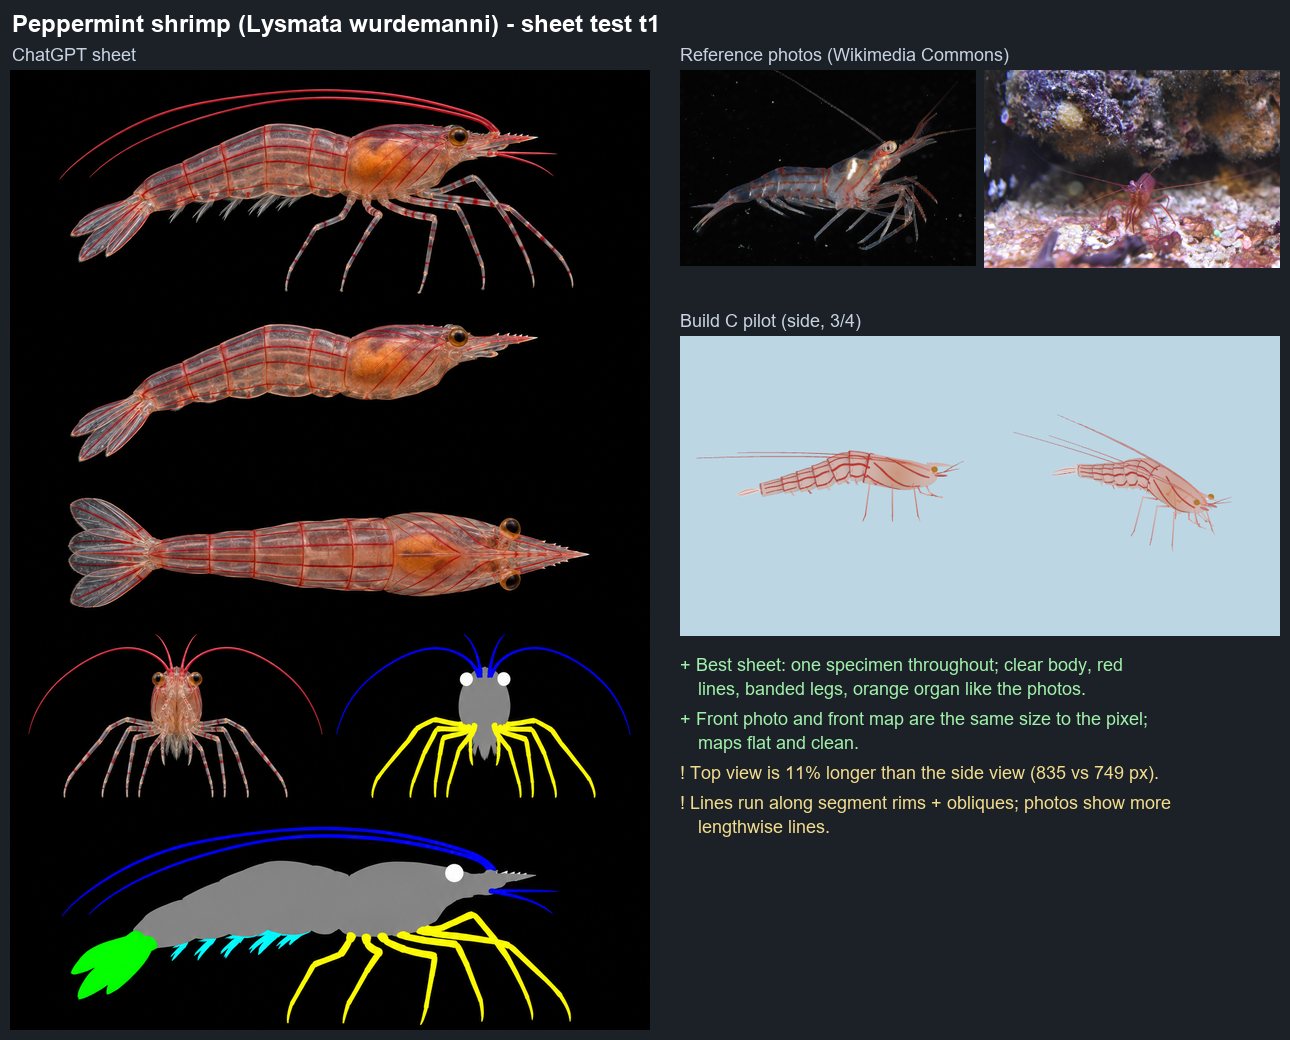 Peppermint shrimp (Lysmata wurdemanni) - sheet test t1
ChatGPT sheet
Reference photos (Wikimedia Commons)
Build C pilot (side, 3/4)
+ Best sheet: one specimen throughout; clear body, red
lines, banded legs, orange organ like the photos.
+ Front photo and front map are the same size to the pixel;
maps flat and clean.
! Top view is 11% longer than the side view (835 vs 749 px).
! Lines run along segment rims + obliques; photos show more
lengthwise lines.